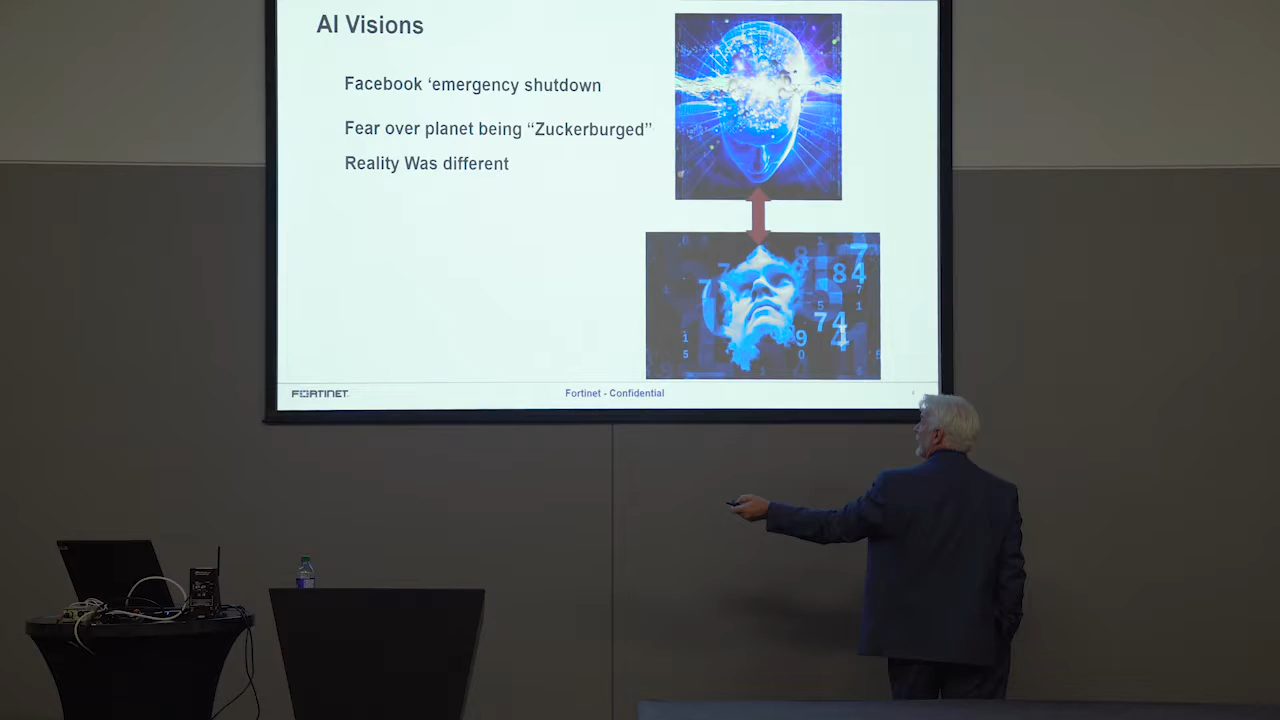 AI Visions
Facebook ‘emergency shutdown
Fear over planet being “Zuckerburged”
Reality Was different
FORTINET
Fortinet - Confidential